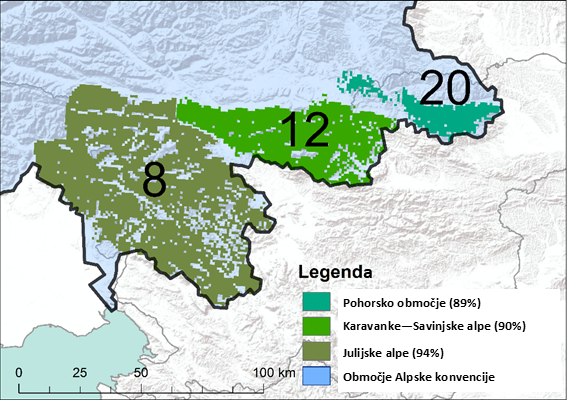 20
12
8
Legenda
Pohorsko območje (89%)
Karavanke—Savinjske alpe (90%)
Julijske alpe (94%)
Območje Alpske konvencije
0 25 50 100 km